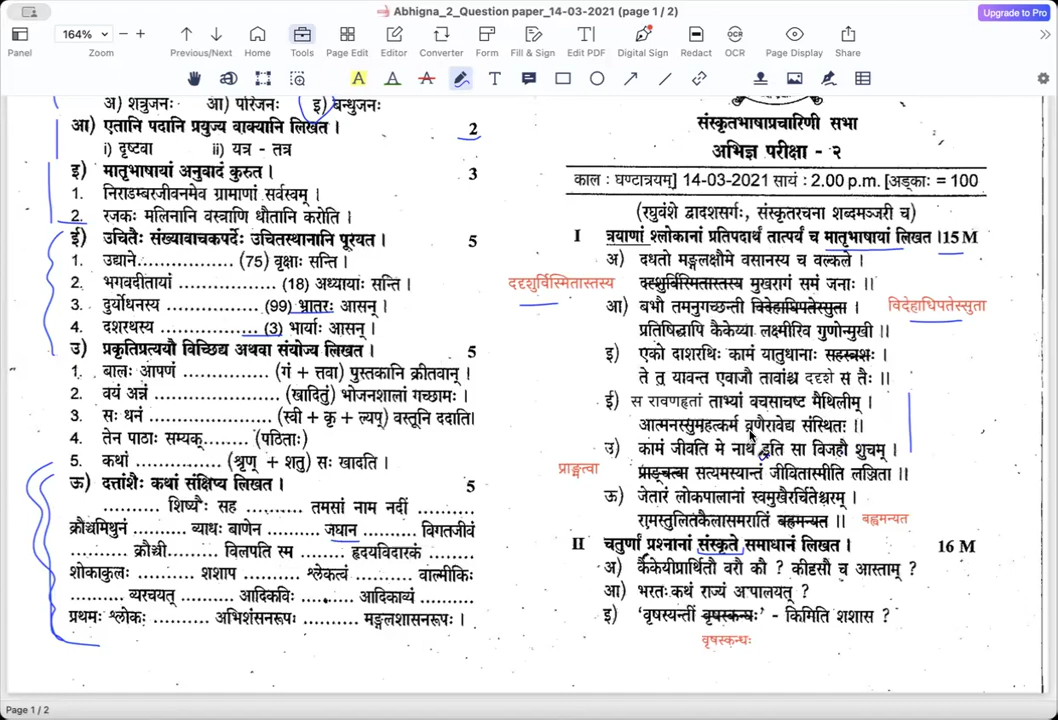 Abhigna_2_Question paper_14-03-2021 (page 1 / 2)
Upgrade to Pro
164%
Panel Zoom Previous/Next Home Tools Page Edit Editor Converter Form Fill & Sign Edit PDF Digital Sign Redact OCR Page Display Share
अ) शत्रुजनः आ) परिजनः इ) बन्धुजनः
आ) एतानि पदानि प्रयुज्य वाक्यानि लिखत । 2
i) दृष्टवा ii) यत्र - तत्र
इ) मातृभाषायां अनुवादं कुरुत । 3
1. निराडम्बरजीवनमेव ग्रामाणां सर्वस्वम् ।
2. रजकः मलिनानि वस्त्राणि धौतानि करोति ।
ई) उचितैः संख्यावाचकपर्दैः उचितस्थानानि पूरयत । 5
1. उद्याने.................. (75) वृक्षाः सन्ति ।
2. भगवदीतायां .................. (18) अध्यायाः सन्ति ।
3. दुर्योधनस्य .................. (99) भ्रातरः आसन् ।
4. दशरथस्य .................. (3) भार्याः आसन् ।
उ) प्रकृतिप्रत्ययौ विच्छिद्य अथवा संयोज्य लिखत । 5
1. बालः आपणं ................ (गं + त्तवा) पुस्तकानि क्रीतवान् ।
2. वयं अन्नं .................. (खादितुं) भोजनशालां गच्छामः ।
3. सः धनं .................. (स्वी + कृ + ल्यप्) वस्तूनि ददाति।
4. तेन पाठाः सम्यक्........ (पठिताः)
5. कथां ............... (श्रृण् + शतृ) सः खादति ।
ऊ) दत्तांशैः कथां संक्षिप्य लिखत । 5
.................. शिष्यैः सह .......... तमसां नाम नदीं ..........
क्रौञ्चमिथुनं .......... व्याधः बाणेन .......... जघान .......... विगतजीवं
.......... क्रौञ्ची.......... विलपति स्म ........ हृदयविदारकं ........
शोकाकुलः .......... शशाप .......... श्लेकत्वं .......... वाल्मीकिः
.......... व्यरचयत् .......... आदिकविः .......... आदिकाव्यं ..........
प्रथमः श्लोकः .......... अभिशंसनरूपः .......... मङ्गलशासनरूपः ।
संस्कृतभाषाप्रचारिणी सभा
अभिज्ञ परीक्षा - २
काल : घण्टात्रयम्] 14-03-2021 सायं : 2.00 p.m. [अङ्काः = 100
(रघुवंशे द्वादशसर्गः, संस्कृतरचना शब्दमञ्जरी च)
I त्रयाणां श्लोकानां प्रतिपदार्थं तात्पर्यं च मातृभाषायां लिखत ।15 M
अ) दधतो मङ्गलक्षौमे वसानस्य च वल्कले ।
ददृशुर्विस्मितास्तस्य
ददृशुर्विस्मितास्तस्य मुखरागं समं जनाः ।।
आ) बभौ तमनुगच्छन्ती विदेहाधिपतेस्सुता ।
विदेहाधिपतेस्सुता
प्रतिषिद्धापि कैकेय्या लक्ष्मीरिव गुणोन्मुखी ।।
इ) एको दाशरथिः कामं यातुधानाः सहस्रशः ।
ते तु यावन्त एवाजौ तावांश्च ददृशे स तैः ।।
ई) स रावणहृतां ताभ्यां वचसाचष्ट मैथिलीम् ।
आत्मनस्सुमहत्कर्म व्रणैरावेद्य संस्थितः ।।
उ) कामं जीवति मे नाथ इति सा विजहौ शुचम् ।
प्राङ्मत्वा
सत्यमस्यान्तं जीवितास्मीति लज्जिता ।।
ऊ) जेतारं लोकपालानां स्वमुखैरर्चितेश्वरम् ।
रामस्तुलितकैलासमरातिं बह्वमन्यत ।।
बह्वमन्यत
II चतुर्णां प्रश्नानां संस्कृते समाधानं लिखत । 16 M
अ) कैकेयीप्रार्थितौ वरौ कौ ? कीदृसौ च आस्ताम् ?
आ) भरतः कथं राज्यं अपालयत् ?
इ) 'वृषस्यन्तीं वृषस्कन्धः' - किमिति शशास ?
वृषस्कन्धः
Page 1 / 2